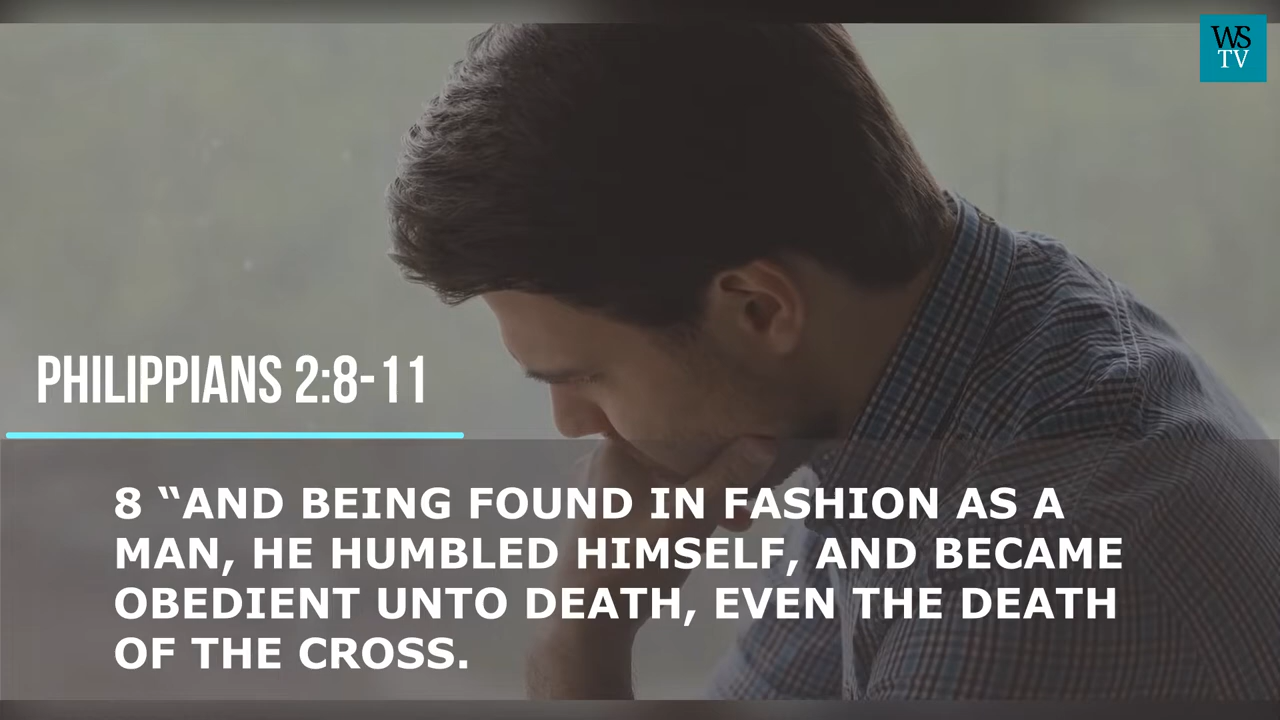 WS
TV
PHILIPPIANS 2:8-11
8 “AND BEING FOUND IN FASHION AS A
MAN, HE HUMBLED HIMSELF, AND BECAME
OBEDIENT UNTO DEATH, EVEN THE DEATH
OF THE CROSS.